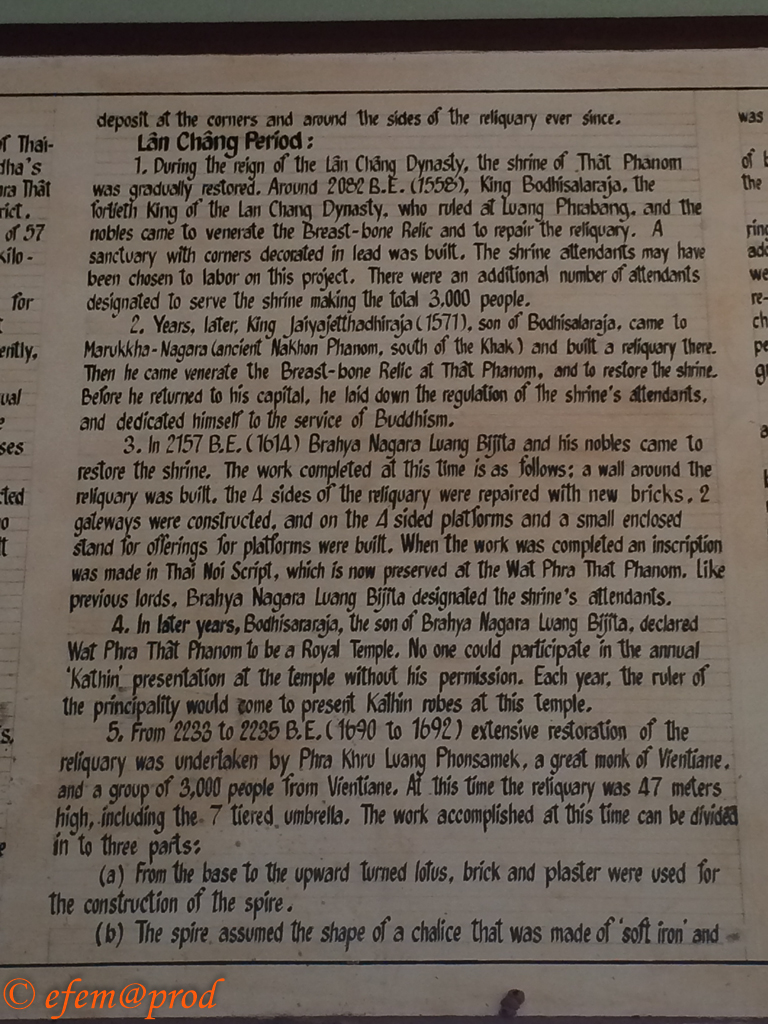 deposit at the corners and around the sides of the reliquary ever since.
Lân Châng Period:
1. During the reign of the Lân Châng Dynasty, the shrine of Thât Phanom
was gradually restored. Around 2082 B.E. (1558), King Bodhisalaraja, the
fortieth King of the Lan Chang Dynasty, who ruled at Luang Phrabang, and the
nobles came to venerate the Breast-bone Relic and to repair the reliquary. A
sanctuary with corners decorated in lead was built. The shrine attendants may have
been chosen to labor on this project. There were an additional number of attendants
designated to serve the shrine making the total 3,000 people.
2. Years, later, King Jaiyajetthadhiraja (1571), son of Bodhisalaraja, came to
Marukkha-Nagara (ancient Nakhon Phanom, south of the Khak) and built a reliquary there.
Then he came venerate the Breast-bone Relic at Thât Phanom, and to restore the shrine.
Before he returned to his capital, he laid down the regulation of the shrine's attendants,
and dedicated himself to the service of Buddhism.
3. In 2157 B.E. (1614) Brahya Nagara Luang Bijita and his nobles came to
restore the shrine. The work completed at this time is as follows: a wall around the
reliquary was built, the 4 sides of the reliquary were repaired with new bricks, 2
gateways were constructed, and on the 4 sided platforms and a small enclosed
stand for offerings for platforms were built. When the work was completed an inscription
was made in Thai Noi Script, which is now preserved at the Wat Phra That Phanom. Like
previous lords, Brahya Nagara Luang Bijita designated the shrine's attendants.
4. In later years, Bodhisararaja, the son of Brahya Nagara Luang Bijita, declared
Wat Phra Thât Phanom to be a Royal Temple. No one could participate in the annual
'Kathin' presentation at the temple without his permission. Each year, the ruler of
the principality would come to present Kathin robes at this temple.
5. From 2233 to 2235 B.E. (1690 to 1692) extensive restoration of the
reliquary was undertaken by Phra Khru Luang Phonsamek, a great monk of Vientiane,
and a group of 3,000 people from Vientiane. At this time the reliquary was 47 meters
high, including the 7 tiered umbrella. The work accomplished at this time can be divided
in to three parts:
(a) From the base to the upward turned lotus, brick and plaster were used for
the construction of the spire.
(b) The spire assumed the shape of a chalice that was made of 'soft iron' and
© efem@prod